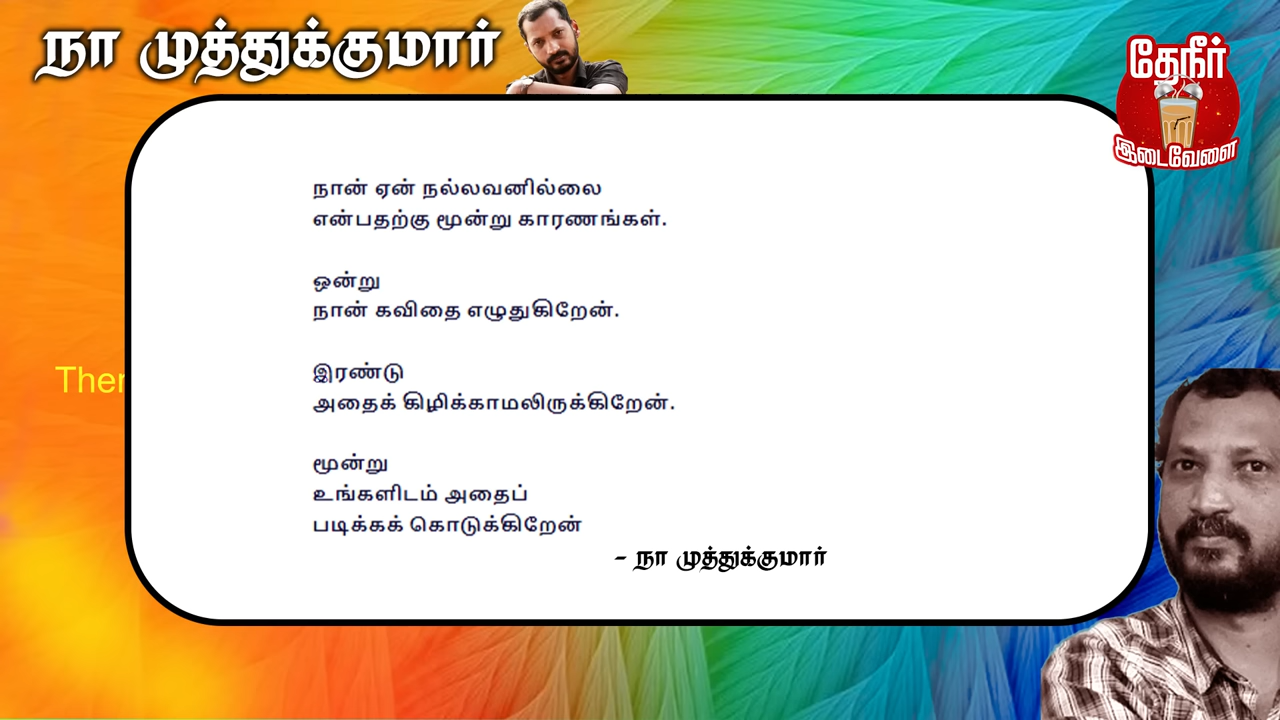 நா முத்துக்குமார்
தேநீர்
இடைவேளை
நான் ஏன் நல்லவனில்லை
என்பதற்கு மூன்று காரணங்கள்.
ஒன்று
நான் கவிதை எழுதுகிறேன்.
இரண்டு
அதைக் கிழிக்காமலிருக்கிறேன்.
Ther
மூன்று
உங்களிடம் அதைப்
படிக்கக் கொடுக்கிறேன்
- நா முத்துக்குமார்